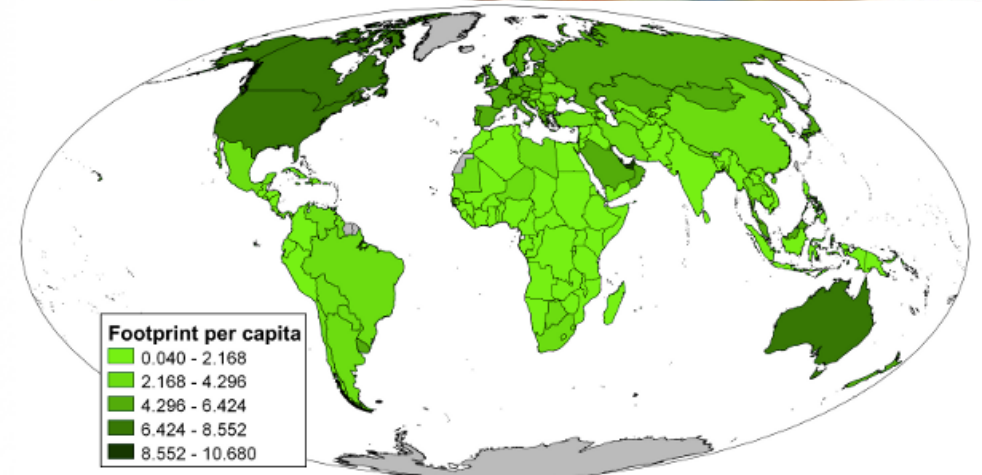 Footprint per capita
0.040 - 2.168
2.168 - 4.296
4.296 - 6.424
6.424 - 8.552
8.552 - 10.680